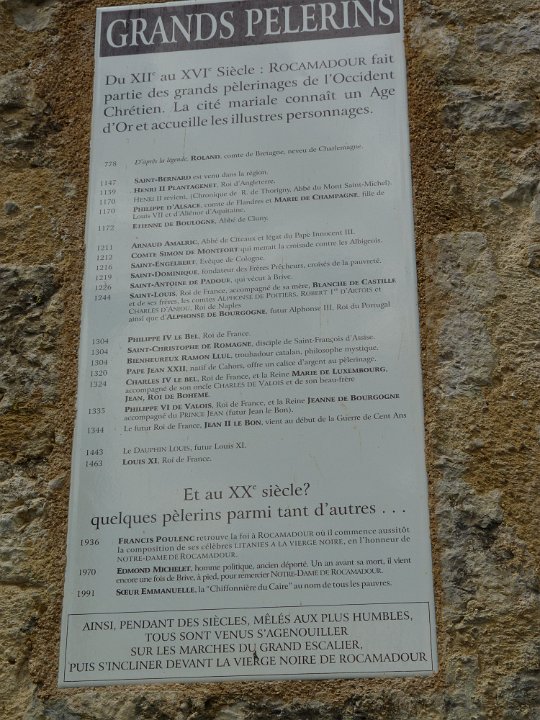 GRANDS PELERINS
Du XIIe au XVIe Siècle : ROCAMADOUR fait
partie des grands pèlerinages de l'Occident
Chrétien. La cité mariale connaît un Age
d'Or et accueille les illustres personnages.
778 D'après la légende, ROLAND, comte de Bretagne, neveu de Charlemagne.
1147 SAINT-BERNARD est venu dans la région.
1159 HENRI II PLANTAGENET, Roi d'Angleterre.
1170 HENRI II revient. (Chronique de R. de Thorigny, Abbé du Mont Saint-Michel)
1170 PHILIPPE D'ALSACE, comte de Flandres et MARIE DE CHAMPAGNE, fille de
Louis VII et d'Aliénor d'Aquitaine.
1172 ETIENNE DE BOULOGNE, Abbé de Cluny.
1211 ARNAUD AMALRIC, Abbé de Citeaux et légat du Pape Innocent III.
1212 COMTE SIMON DE MONTFORT qui menait la croisade contre les Albigeois.
1216 SAINT-ENGELBERT, Evêque de Cologne.
1219 SAINT-DOMINIQUE, fondateur des Frères Prêcheurs, croisés de la pauvreté.
1226 SAINT-ANTOINE DE PADOUE, qui vécut à Brive.
1244 SAINT-LOUIS, Roi de France, accompagné de sa mère, BLANCHE DE CASTILLE
et de ses frères, les comtes ALPHONSE DE POITIERS, ROBERT Ier D'ARTOIS et
CHARLES D'ANJOU, Roi de Naples
ainsi que D'ALPHONSE DE BOURGOGNE, futur Alphonse III, Roi du Portugal
1304 PHILIPPE IV LE BEL, Roi de France.
1304 SAINT-CHRISTOPHE DE ROMAGNE, disciple de Saint-François d'Assise.
1304 BIENHEUREUX RAMON LLUL, troubadour catalan, philosophe mystique.
1320 PAPE JEAN XXII, natif de Cahors, offre un calice d'argent au pèlerinage.
1324 CHARLES IV LE BEL, Roi de France, et la Reine MARIE DE LUXEMBOURG,
accompagné de son oncle CHARLES DE VALOIS et de son beau-frère
JEAN, ROI DE BOHEME.
1335 PHILIPPE VI DE VALOIS, Roi de France, et la Reine JEANNE DE BOURGOGNE
accompagné du PRINCE JEAN (futur Jean le Bon).
1344 Le futur Roi de France, JEAN II LE BON, vient au début de la Guerre de Cent Ans
1443 Le DAUPHIN LOUIS, futur Louis XI.
1463 LOUIS XI, Roi de France.
Et au XXe siècle?
quelques pèlerins parmi tant d'autres . . .
1936 FRANCIS POULENC retrouve la foi à ROCAMADOUR où il commence aussitôt
la composition de ses célèbres LITANIES A LA VIERGE NOIRE, en l'honneur de
NOTRE-DAME DE ROCAMADOUR.
1970 EDMOND MICHELET, homme politique, ancien déporté. Un an avant sa mort, il vient
encore une fois de Brive, à pied, pour remercier NOTRE-DAME DE ROCAMADOUR.
1991 SŒUR EMMANUELLE, la "Chiffonnière du Caire" au nom de tous les pauvres.
AINSI, PENDANT DES SIÈCLES, MÊLÉS AUX PLUS HUMBLES,
TOUS SONT VENUS S'AGENOUILLER
SUR LES MARCHES DU GRAND ESCALIER,
PUIS S'INCLINER DEVANT LA VIERGE NOIRE DE ROCAMADOUR